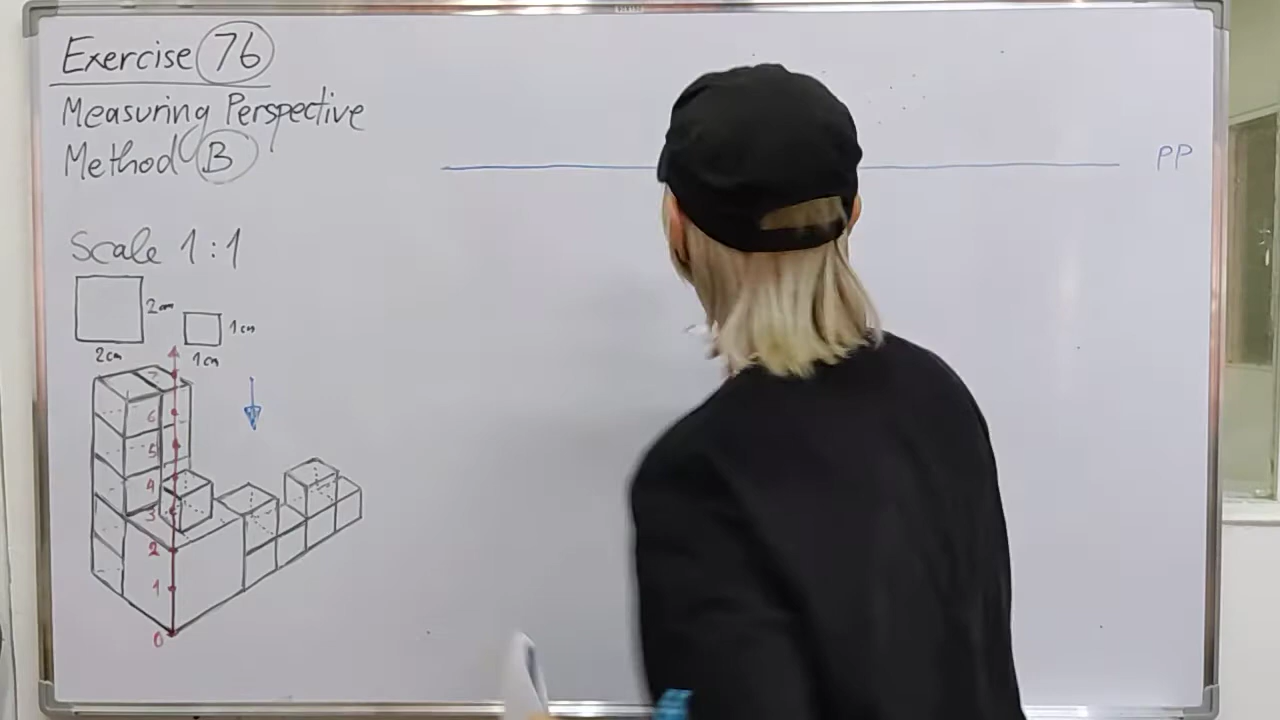 Exercise 76
Measuring Perspective
Method B
PP
Scale 1:1
2cm
1cm
2cm
1cm
7
6
5
4
3
2
1
0